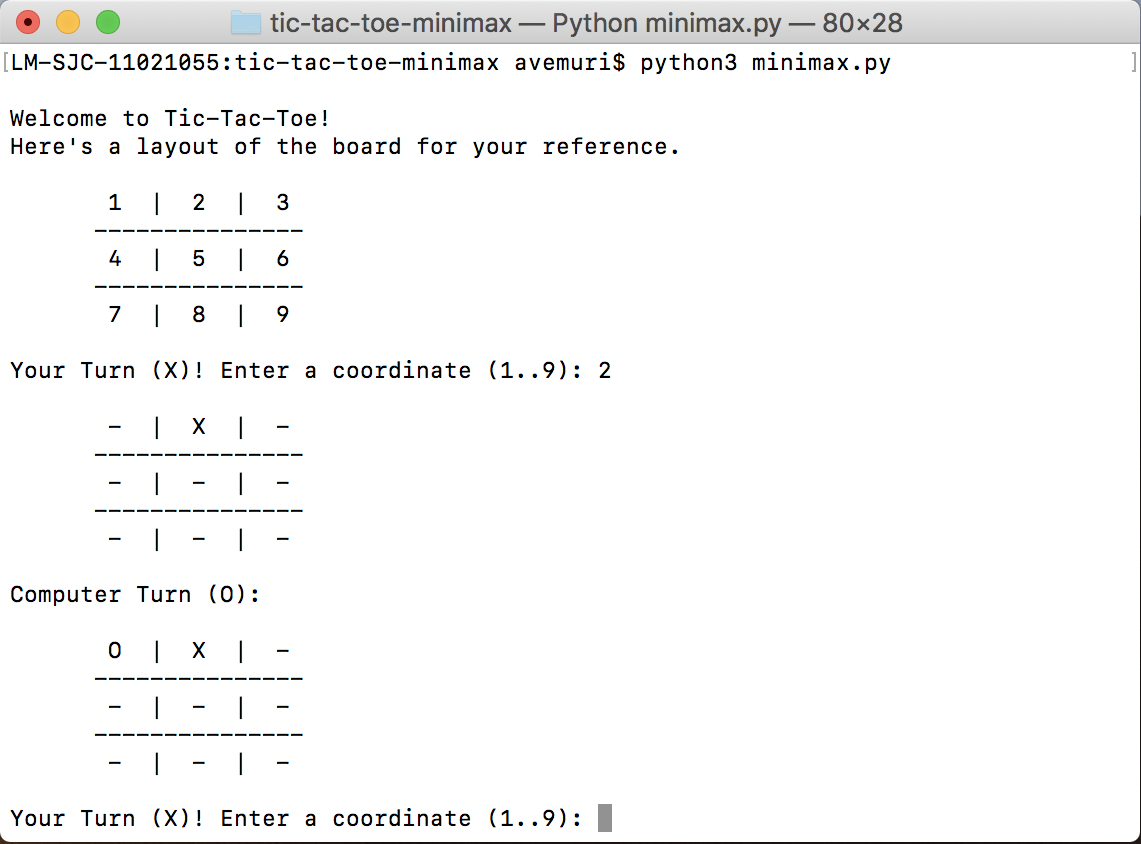 tic-tac-toe-minimax — Python minimax.py — 80×28
[LM-SJC-11021055:tic-tac-toe-minimax avemuri$ python3 minimax.py ]
Welcome to Tic-Tac-Toe!
Here's a layout of the board for your reference.
1 | 2 | 3
---------------
4 | 5 | 6
---------------
7 | 8 | 9
Your Turn (X)! Enter a coordinate (1..9): 2
- | X | -
---------------
- | - | -
---------------
- | - | -
Computer Turn (O):
O | X | -
---------------
- | - | -
---------------
- | - | -
Your Turn (X)! Enter a coordinate (1..9):